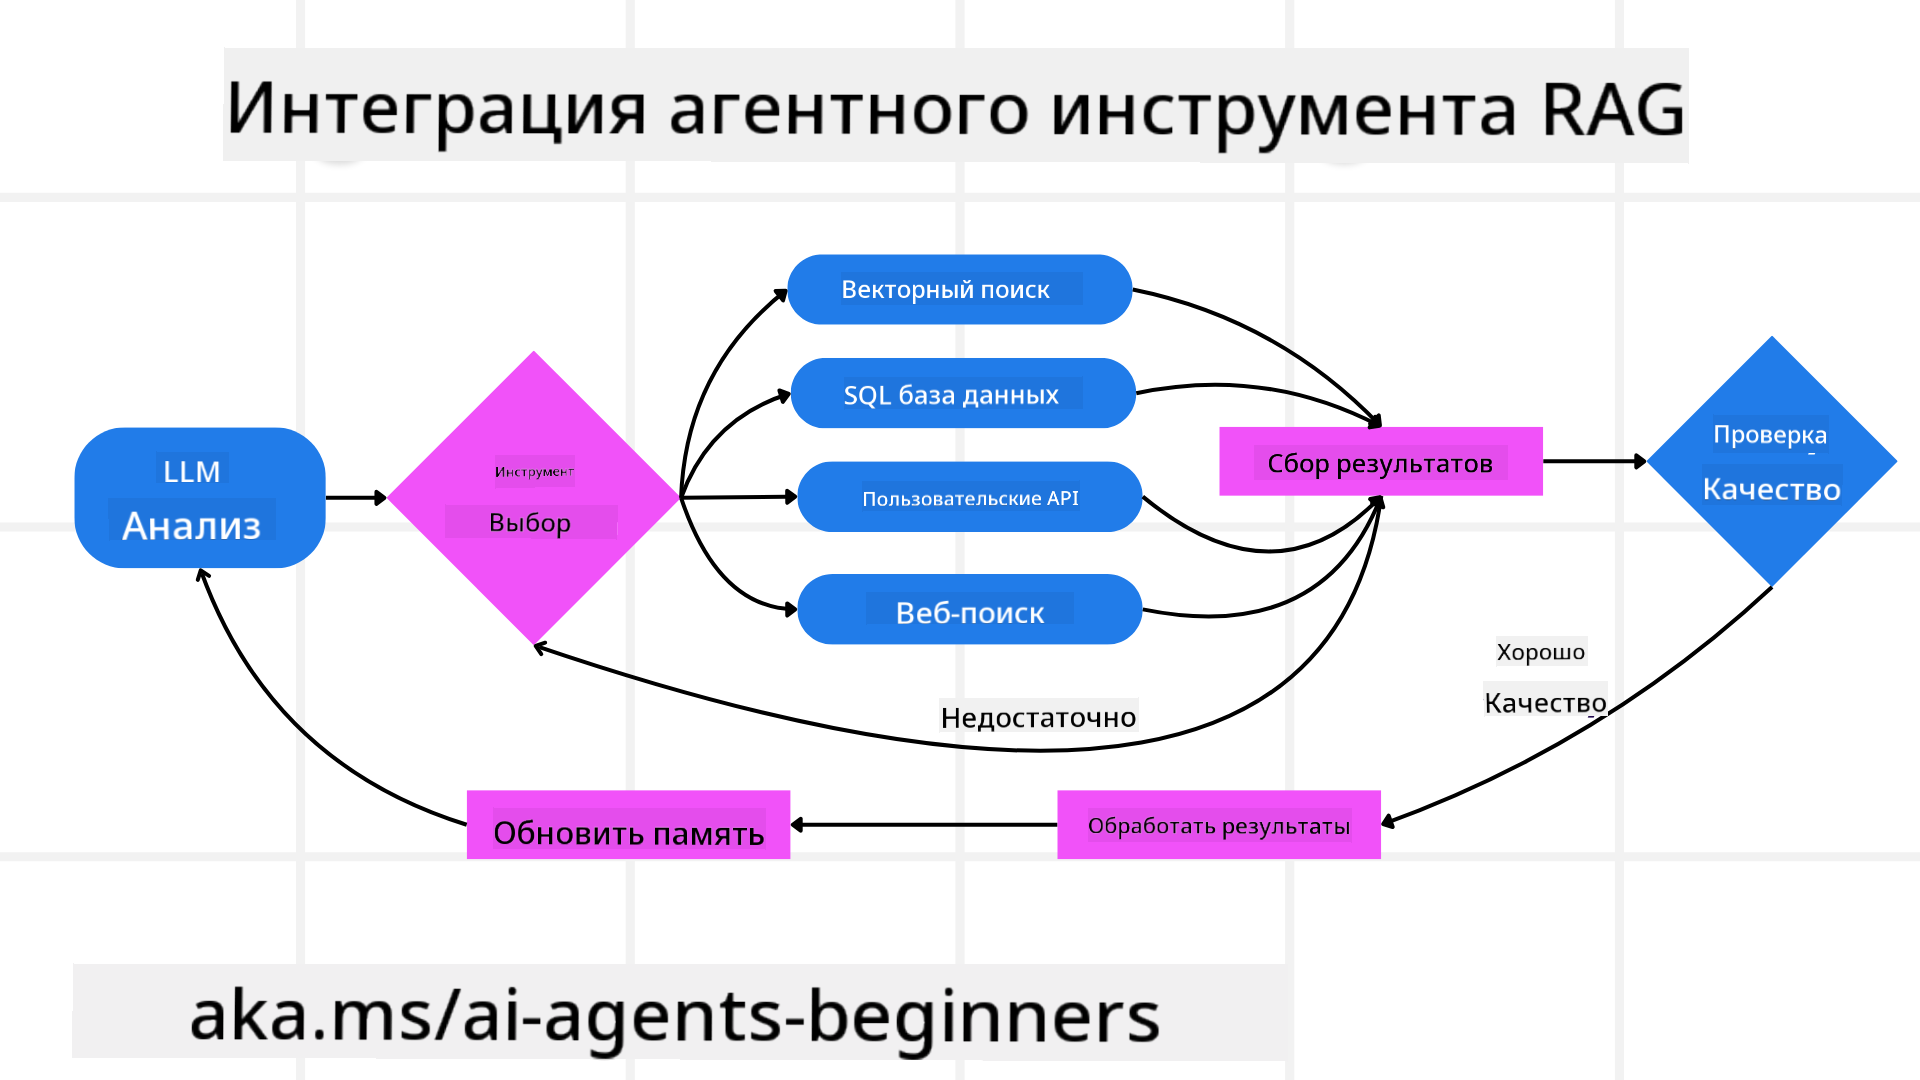 Интеграция агентного инструмента RAG
Векторный поиск
SQL база данных
LLM
Анализ
Инструмент
Выбор
Пользовательские API
Веб-поиск
Сбор результатов
Проверка
Качество
Недостаточно
Хорошо
Качество
Обновить память
Обработать результаты
aka.ms/ai-agents-beginners